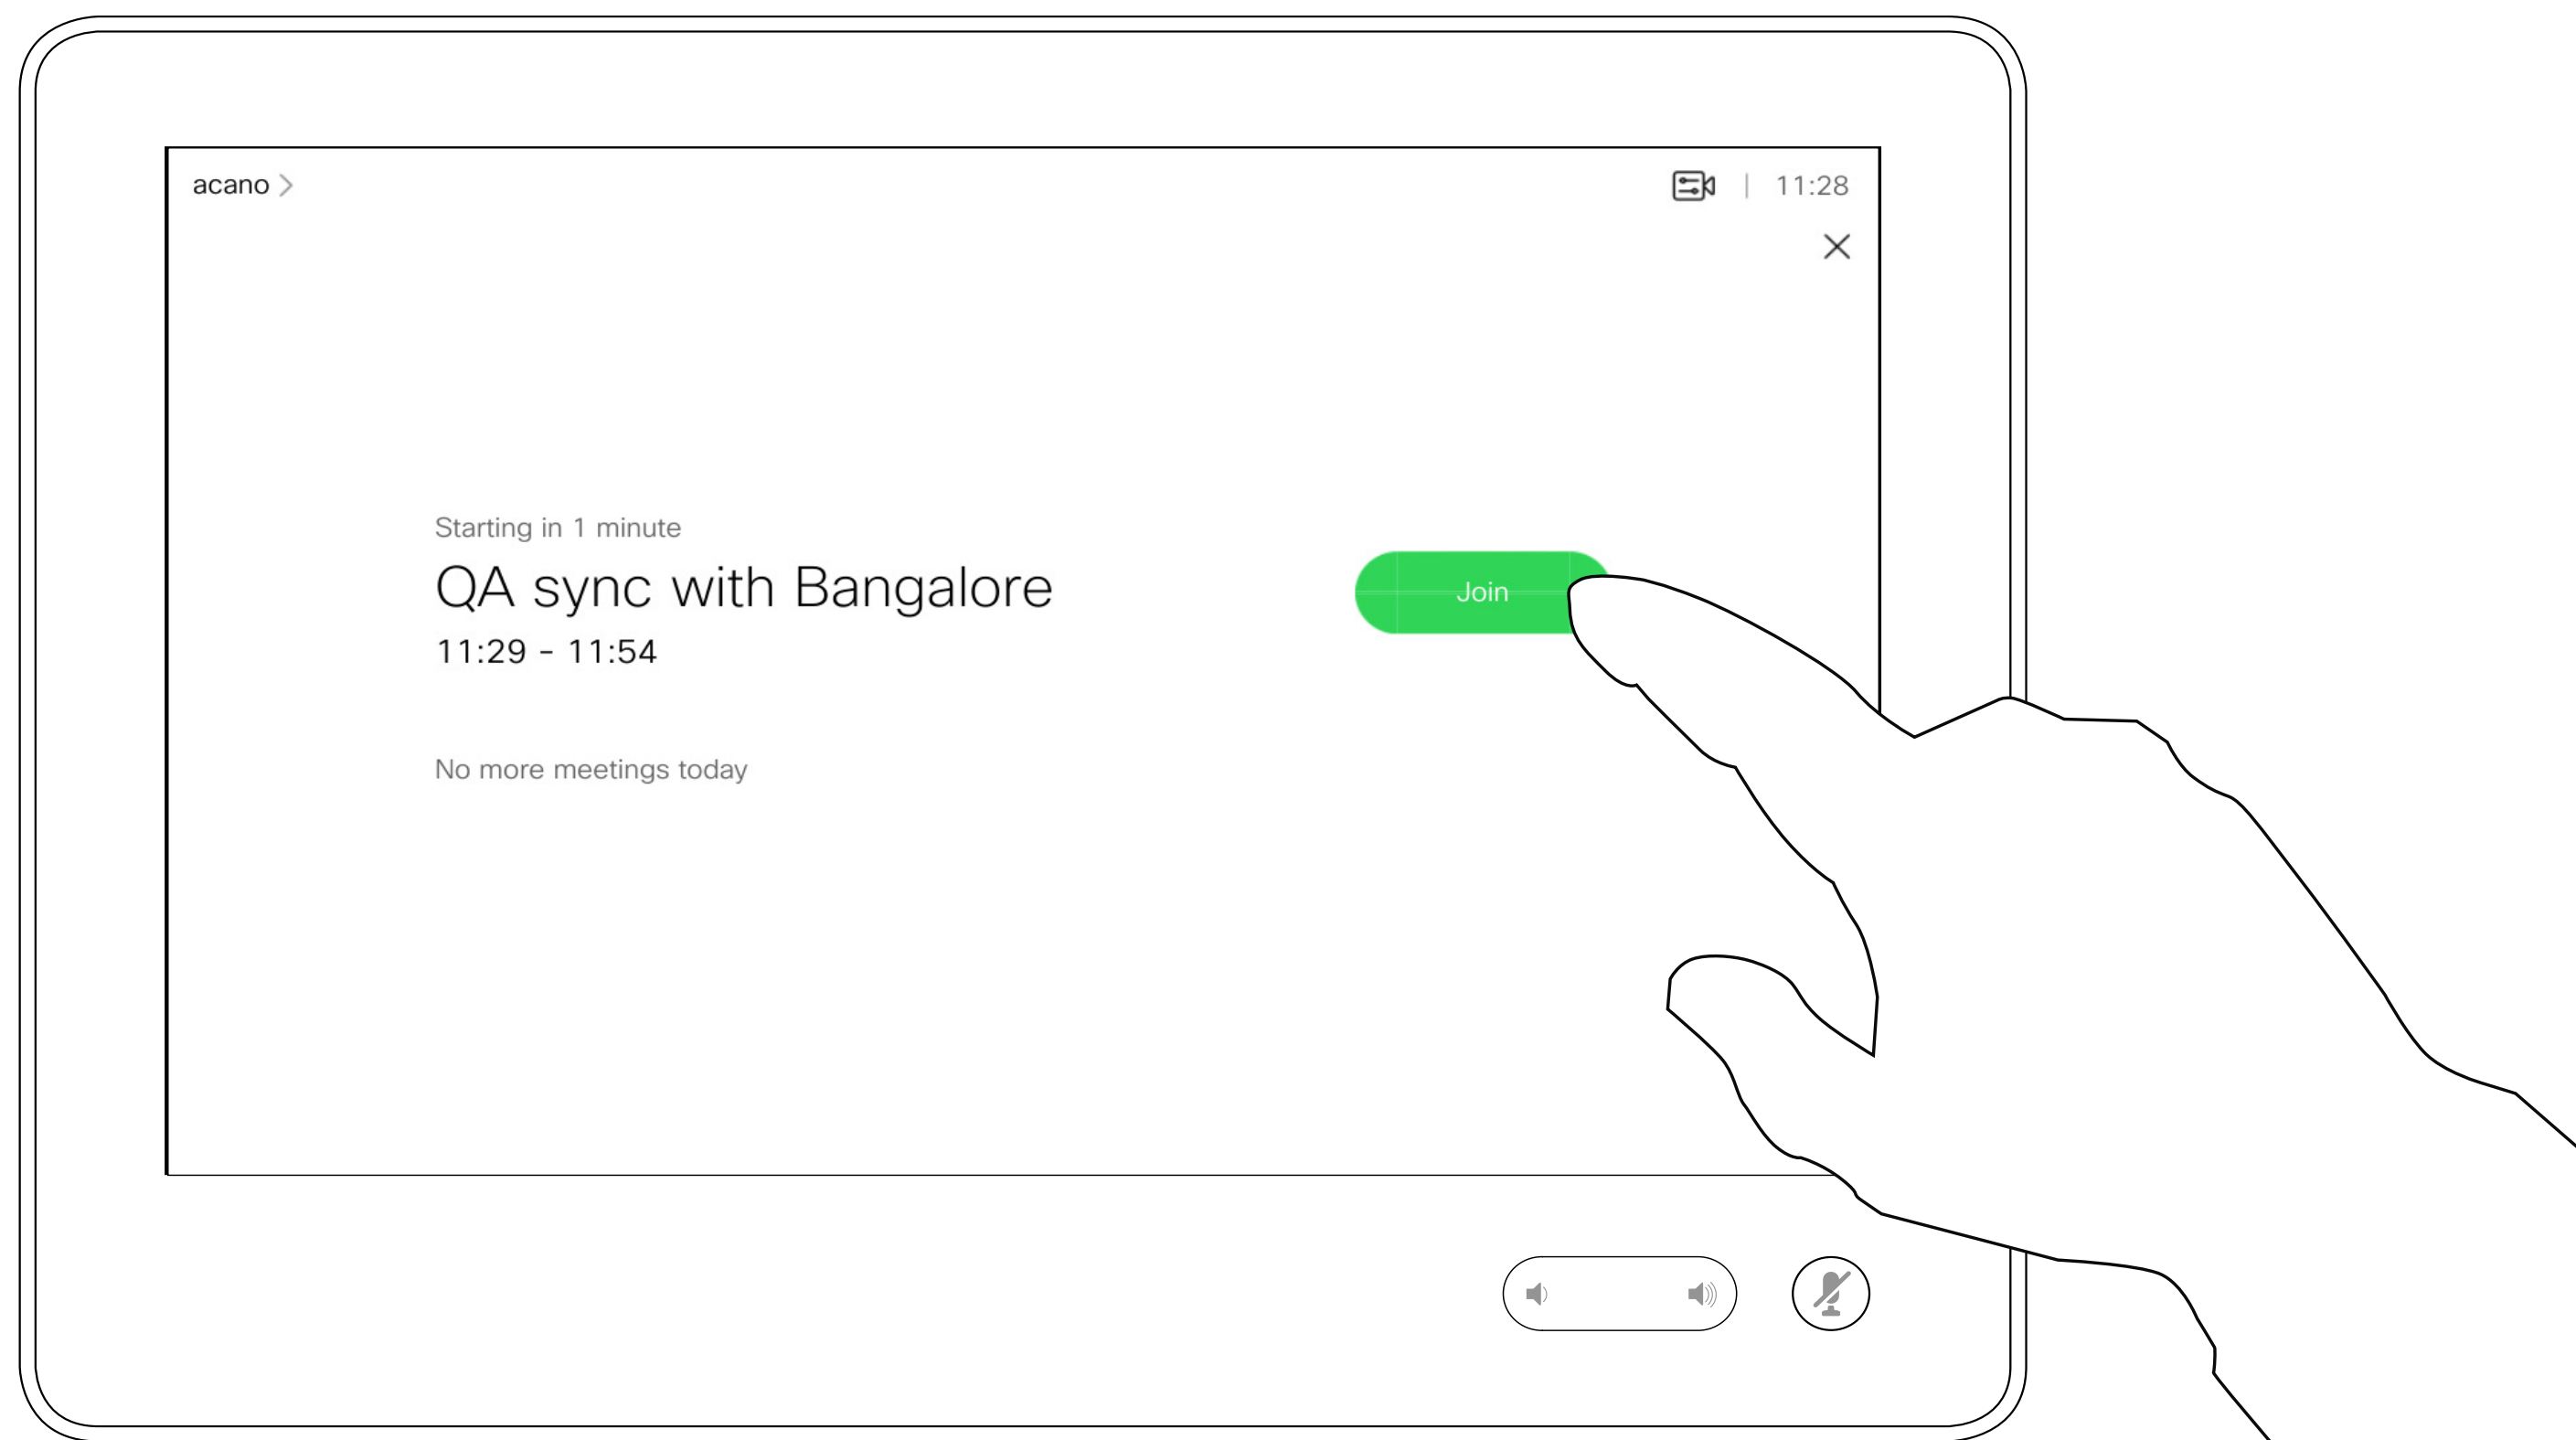 acano
11:28
Starting in 1 minute
QA sync with Bangalore
11:29 - 11:54
Join
No more meetings today